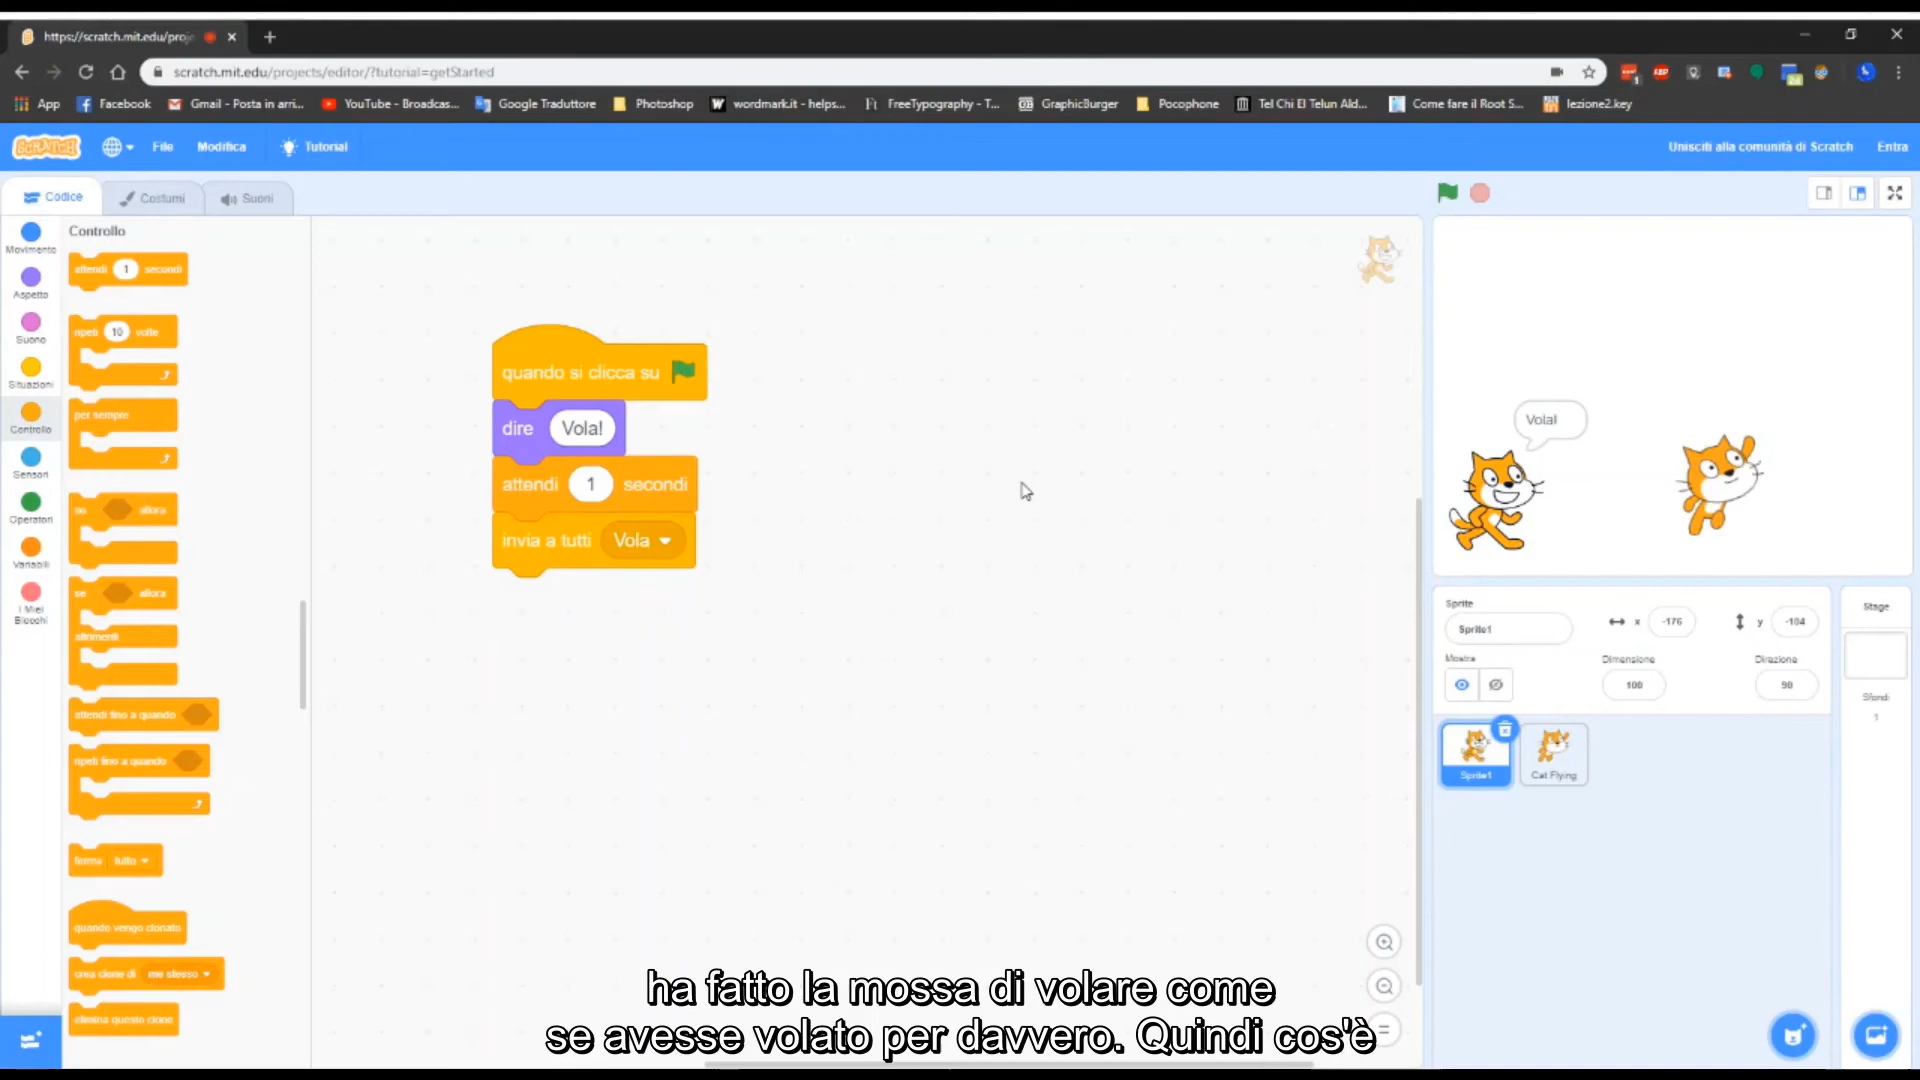 https://scratch.mit.edu/proje
scratch.mit.edu/projects/editor/?tutorial=getStarted
App
Facebook
Gmail - Posta in arri...
YouTube - Broadcas...
Google Traduttore
Photoshop
wordmark.it - helps...
FreeTypography - T...
GraphicBurger
Pocophone
Tel Chi El Telun Ald...
Come fare il Root S...
lezione2.key
SCRATCH
File
Modifica
Tutorial
Unisciti alla comunità di Scratch
Entra
Codice
Costumi
Suoni
Movimento
Aspetto
Suono
Situazioni
Controllo
Sensori
Operatori
Variabili
I Miei
Blocchi
Controllo
attendi 1 secondi
ripeti 10 volte
per sempre
se allora
se allora
altrimenti
attendi fino a quando
ripeti fino a quando
ferma tutto
quando vengo clonato
crea clone di me stesso
elimina questo clone
quando si clicca su
dire Vola!
attendi 1 secondi
invia a tutti Vola
Vola!
Sprite
Sprite1
x -176
y -104
Mostra
Dimensione
100
Direzione
90
Sprite1
Cat Flying
Stage
Sfondi
1
ha fatto la mossa di volare come
se avesse volato per davvero. Quindi cos'è